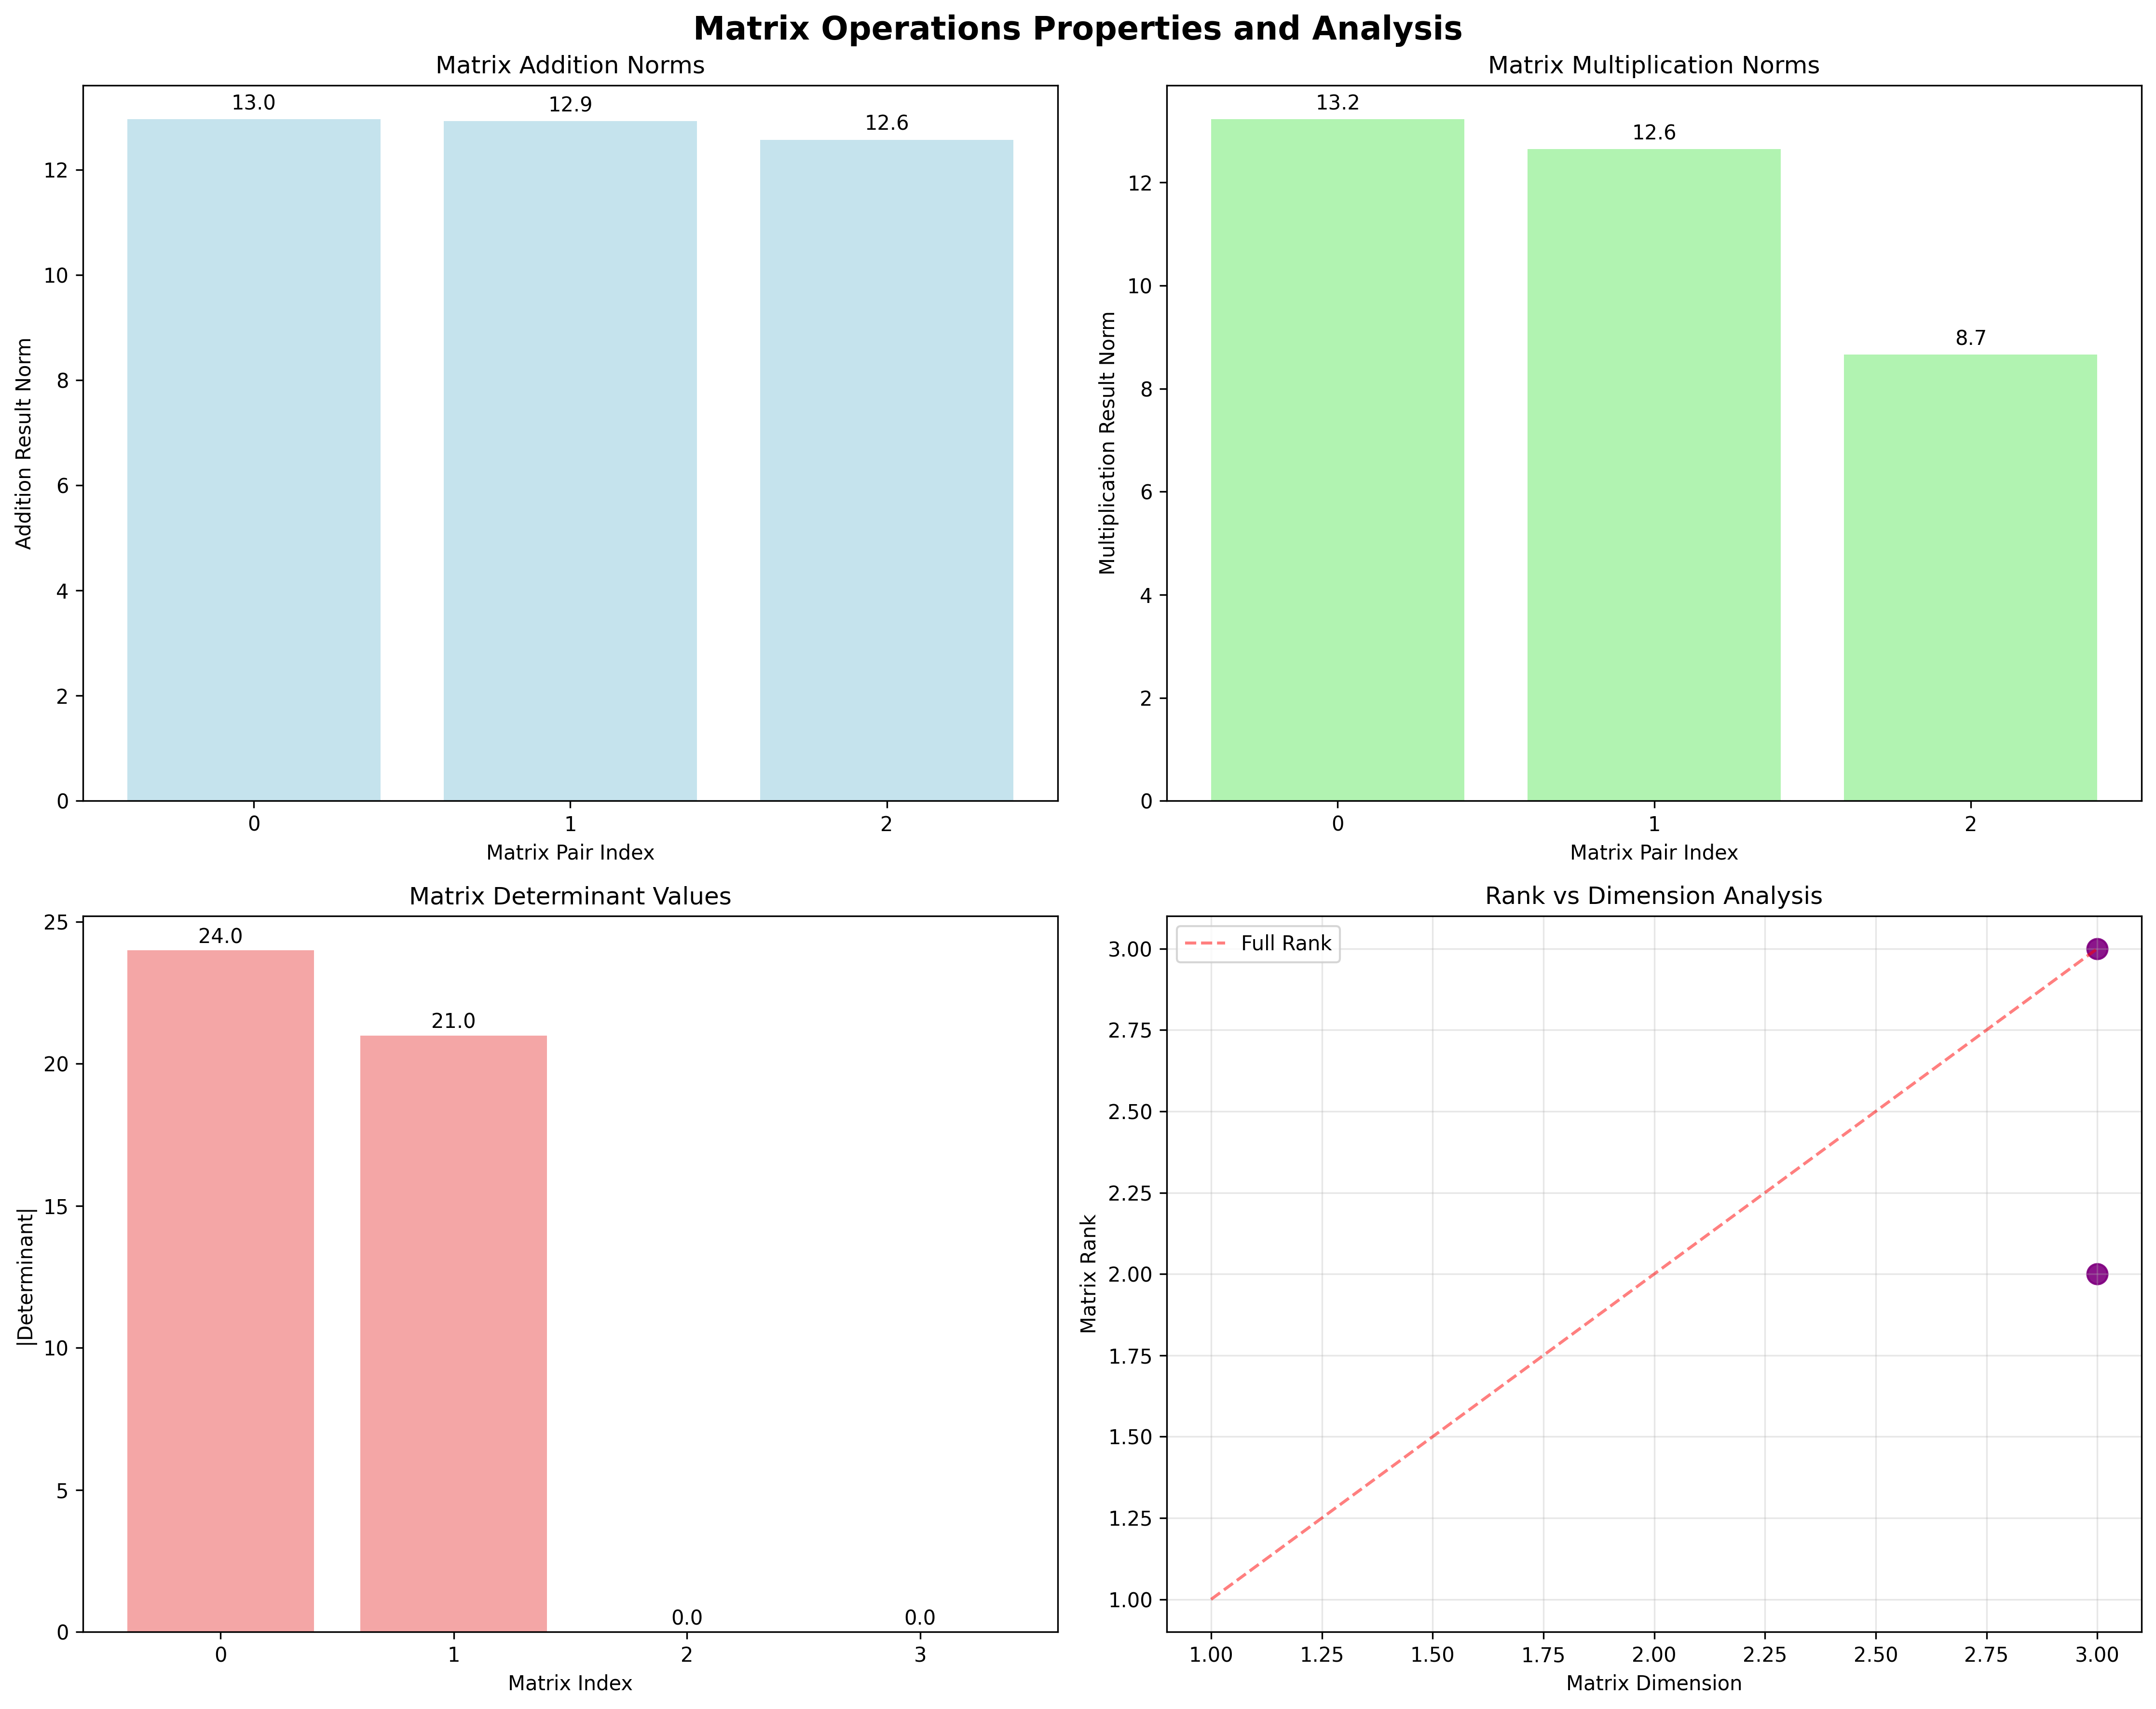 Matrix Operations Properties and Analysis
Matrix Addition Norms
Addition Result Norm
13.0
12.9
12.6
12
10
8
6
4
2
0
0 1 2
Matrix Pair Index
Matrix Multiplication Norms
Multiplication Result Norm
13.2
12.6
8.7
12
10
8
6
4
2
0
0 1 2
Matrix Pair Index
Matrix Determinant Values
|Determinant|
24.0
21.0
0.0 0.0
25
20
15
10
5
0
0 1 2 3
Matrix Index
Rank vs Dimension Analysis
Matrix Rank
Full Rank
3.00
2.75
2.50
2.25
2.00
1.75
1.50
1.25
1.00
1.00 1.25 1.50 1.75 2.00 2.25 2.50 2.75 3.00
Matrix Dimension